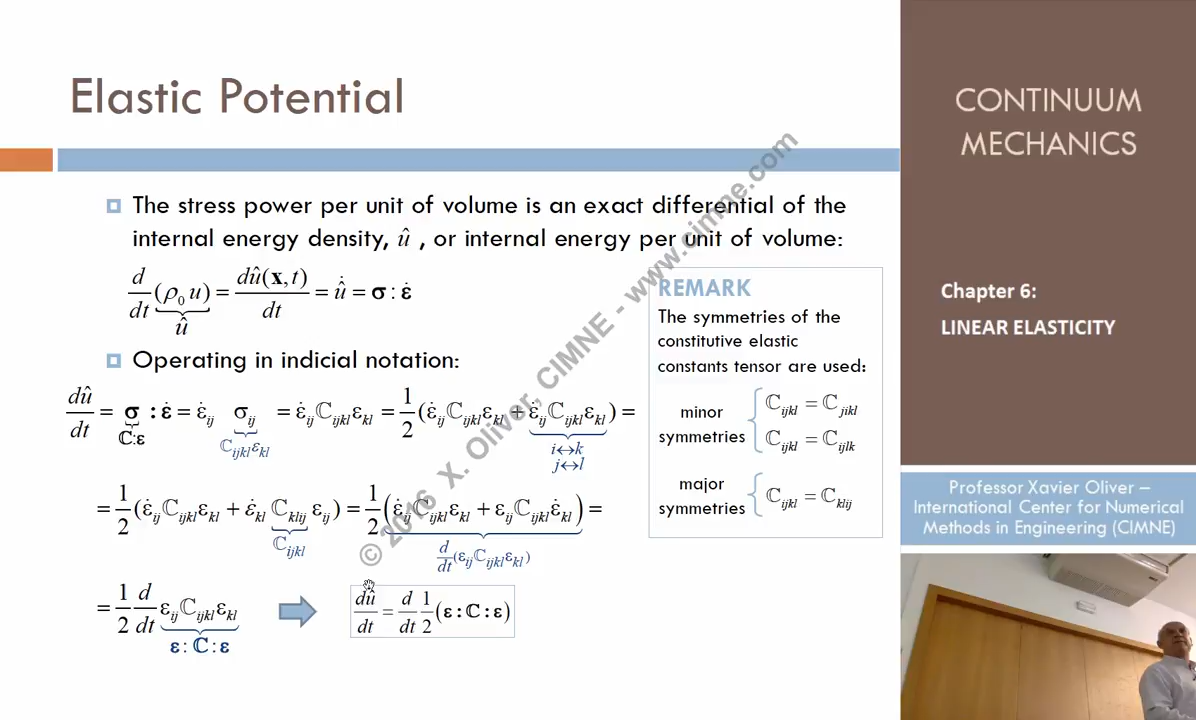 Elastic Potential
The stress power per unit of volume is an exact differential of the
internal energy density, û , or internal energy per unit of volume:
d/dt (ρ₀ u) = dû(x,t)/dt = û̇ = σ : ε̇
û
Operating in indicial notation:
dû/dt = σ : ε̇ = ε̇ᵢⱼ σᵢⱼ = ε̇ᵢⱼ ℂᵢⱼₖₗ εₖₗ = 1/2 (ε̇ᵢⱼ ℂᵢⱼₖₗ εₖₗ + ε̇ᵢⱼ ℂᵢⱼₖₗ εₖₗ) =
ℂ:ε ℂᵢⱼₖₗ εₖₗ i↔k
j↔l
= 1/2 (ε̇ᵢⱼ ℂᵢⱼₖₗ εₖₗ + ε̇ₖₗ ℂₖₗᵢⱼ εᵢⱼ) = 1/2 (ε̇ᵢⱼ ℂᵢⱼₖₗ εₖₗ + εᵢⱼ ℂᵢⱼₖₗ ε̇ₖₗ) =
ℂᵢⱼₖₗ d/dt (εᵢⱼ ℂᵢⱼₖₗ εₖₗ)
= 1/2 d/dt εᵢⱼ ℂᵢⱼₖₗ εₖₗ
ε : ℂ : ε
dû/dt = d/dt 1/2 (ε : ℂ : ε)
REMARK
The symmetries of the
constitutive elastic
constants tensor are used:
minor
symmetries
ℂᵢⱼₖₗ = ℂⱼᵢₖₗ
ℂᵢⱼₖₗ = ℂᵢⱼₗₖ
major
symmetries
ℂᵢⱼₖₗ = ℂₖₗᵢⱼ
© 2016 X. Oliver, CIMNE - www.cimne.com
CONTINUUM
MECHANICS
Chapter 6:
LINEAR ELASTICITY
Professor Xavier Oliver –
International Center for Numerical
Methods in Engineering (CIMNE)